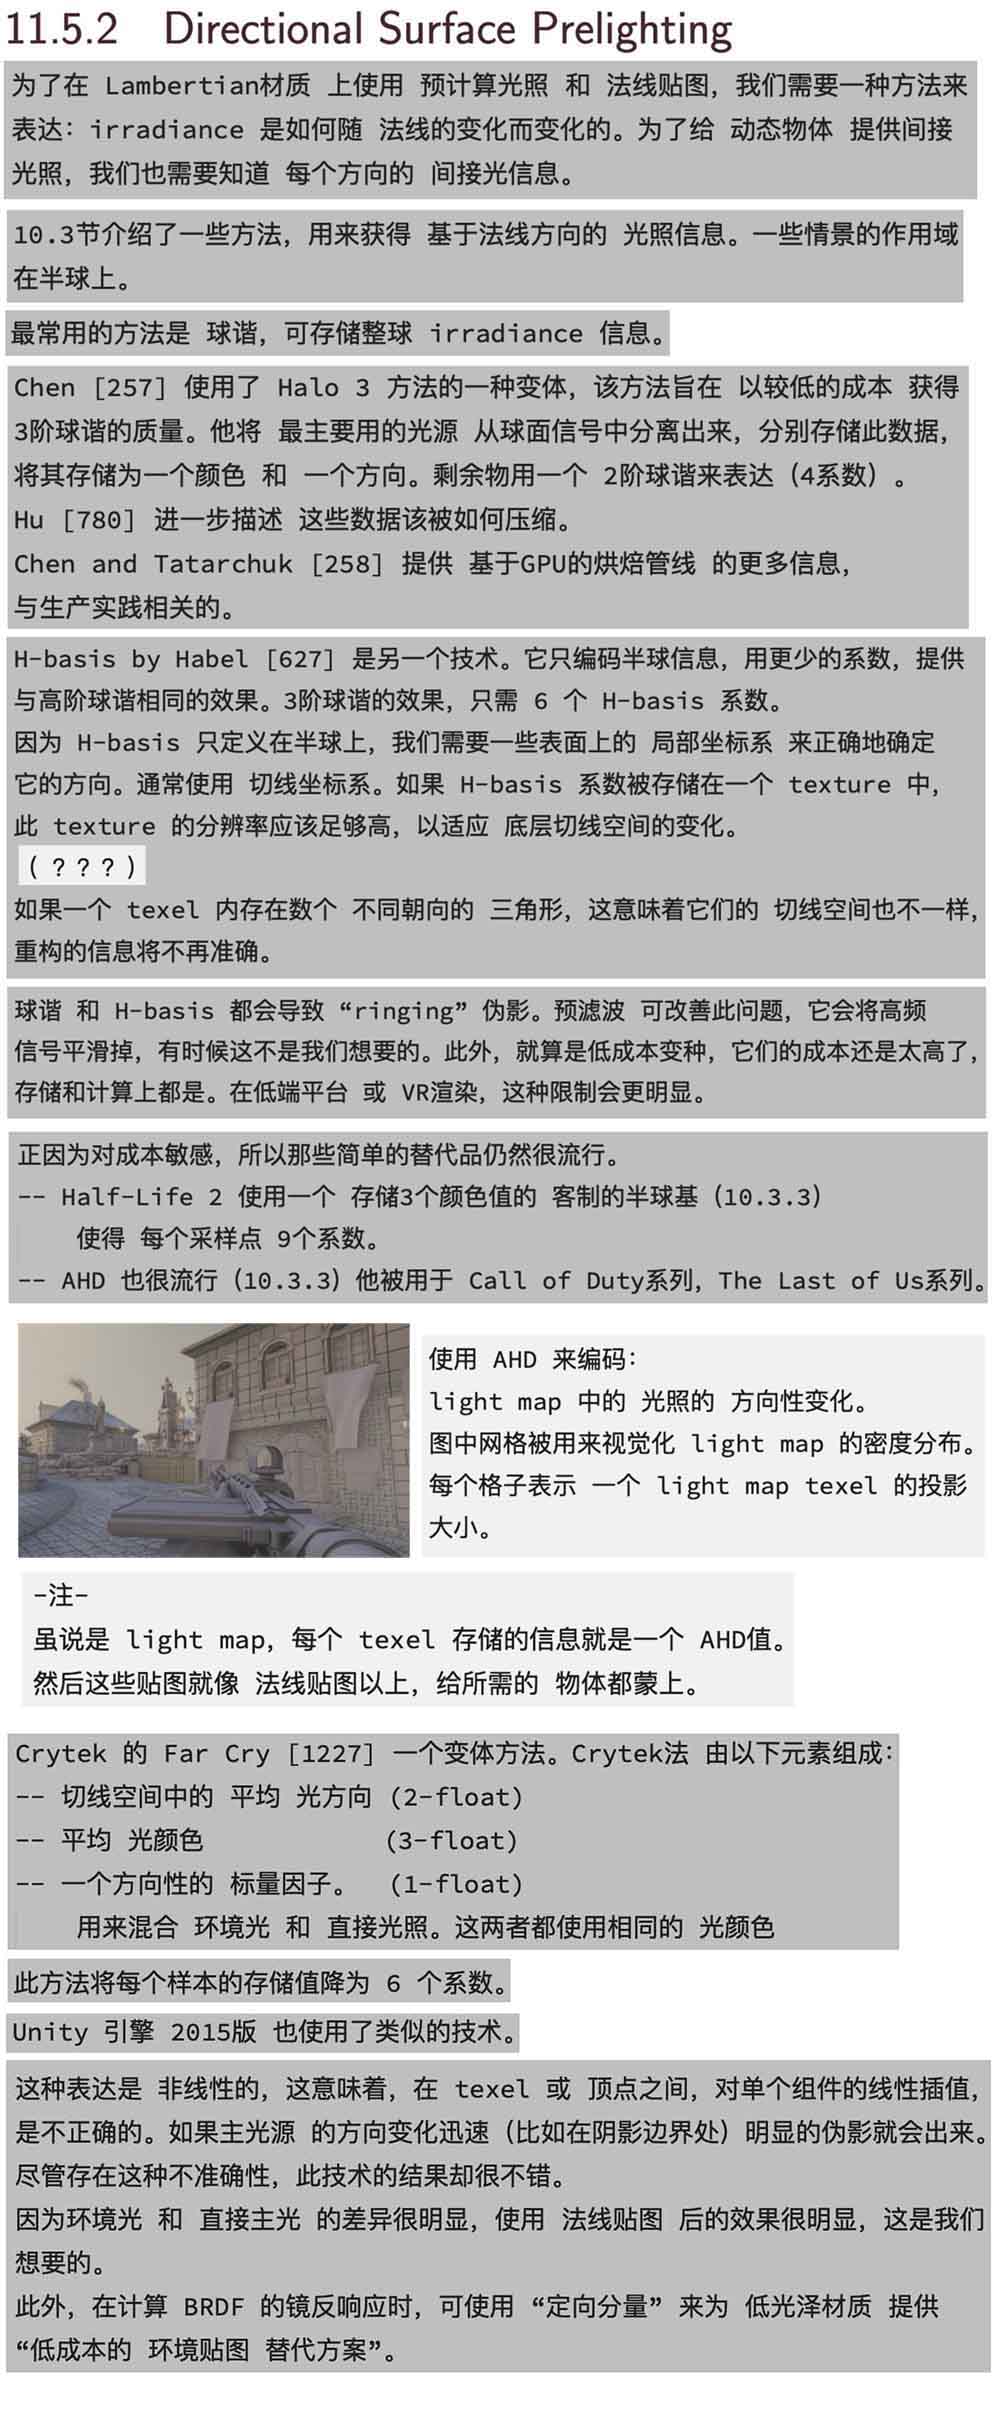 11.5.2 Directional Surface Prelighting
为了在 Lambertian材质 上使用 预计算光照 和 法线贴图，我们需要一种方法来
表达：irradiance 是如何随 法线的变化而变化的。为了给 动态物体 提供间接
光照，我们也需要知道 每个方向的 间接光信息。
10.3节介绍了一些方法，用来获得 基于法线方向的 光照信息。一些情景的作用域
在半球上。
最常用的方法是 球谐，可存储整球 irradiance 信息。
Chen [257] 使用了 Halo 3 方法的一种变体，该方法旨在 以较低的成本 获得
3阶球谐的质量。他将 最主要用的光源 从球面信号中分离出来，分别存储此数据，
将其存储为一个颜色 和 一个方向。剩余物用一个 2阶球谐来表达（4系数）。
Hu [780] 进一步描述 这些数据该被如何压缩。
Chen and Tatarchuk [258] 提供 基于GPU的烘焙管线 的更多信息，
与生产实践相关的。
H-basis by Habel [627] 是另一个技术。它只编码半球信息，用更少的系数，提供
与高阶球谐相同的效果。3阶球谐的效果，只需 6 个 H-basis 系数。
因为 H-basis 只定义在半球上，我们需要一些表面上的 局部坐标系 来正确地确定
它的方向。通常使用 切线坐标系。如果 H-basis 系数被存储在一个 texture 中，
此 texture 的分辨率应该足够高，以适应 底层切线空间的变化。
(???)
如果一个 texel 内存在数个 不同朝向的 三角形，这意味着它们的 切线空间也不一样，
重构的信息将不再准确。
球谐 和 H-basis 都会导致 “ringing” 伪影。预滤波 可改善此问题，它会将高频
信号平滑掉，有时候这不是我们想要的。此外，就算是低成本变种，它们的成本还是太高了，
存储和计算上都是。在低端平台 或 VR渲染，这种限制会更明显。
正因为对成本敏感，所以那些简单的替代品仍然很流行。
-- Half-Life 2 使用一个 存储3个颜色值的 客制的半球基（10.3.3）
使得 每个采样点 9个系数。
-- AHD 也很流行（10.3.3）他被用于 Call of Duty系列，The Last of Us系列。
使用 AHD 来编码：
light map 中的 光照的 方向性变化。
图中网格被用来视觉化 light map 的密度分布。
每个格子表示 一个 light map texel 的投影
大小。
-注-
虽说是 light map，每个 texel 存储的信息就是一个 AHD值。
然后这些贴图就像 法线贴图以上，给所需的 物体都蒙上。
Crytek 的 Far Cry [1227] 一个变体方法。Crytek法 由以下元素组成：
-- 切线空间中的 平均 光方向 (2-float)
-- 平均 光颜色 (3-float)
-- 一个方向性的 标量因子。 (1-float)
用来混合 环境光 和 直接光照。这两者都使用相同的 光颜色
此方法将每个样本的存储值降为 6 个系数。
Unity 引擎 2015版 也使用了类似的技术。
这种表达是 非线性的，这意味着，在 texel 或 顶点之间，对单个组件的线性插值，
是不正确的。如果主光源 的方向变化迅速（比如在阴影边界处）明显的伪影就会出来。
尽管存在这种不准确性，此技术的结果却很不错。
因为环境光 和 直接主光 的差异很明显，使用 法线贴图 后的效果很明显，这是我们
想要的。
此外，在计算 BRDF 的镜反响应时，可使用 “定向分量” 来为 低光泽材质 提供
“低成本的 环境贴图 替代方案”。